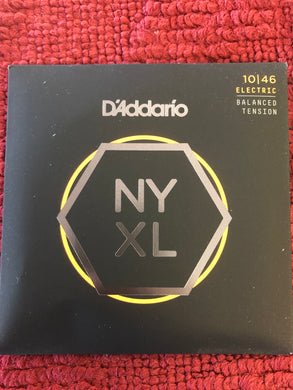 10|46
ELECTRIC
BALANCED
TENSION
D'Addario
NY
XL